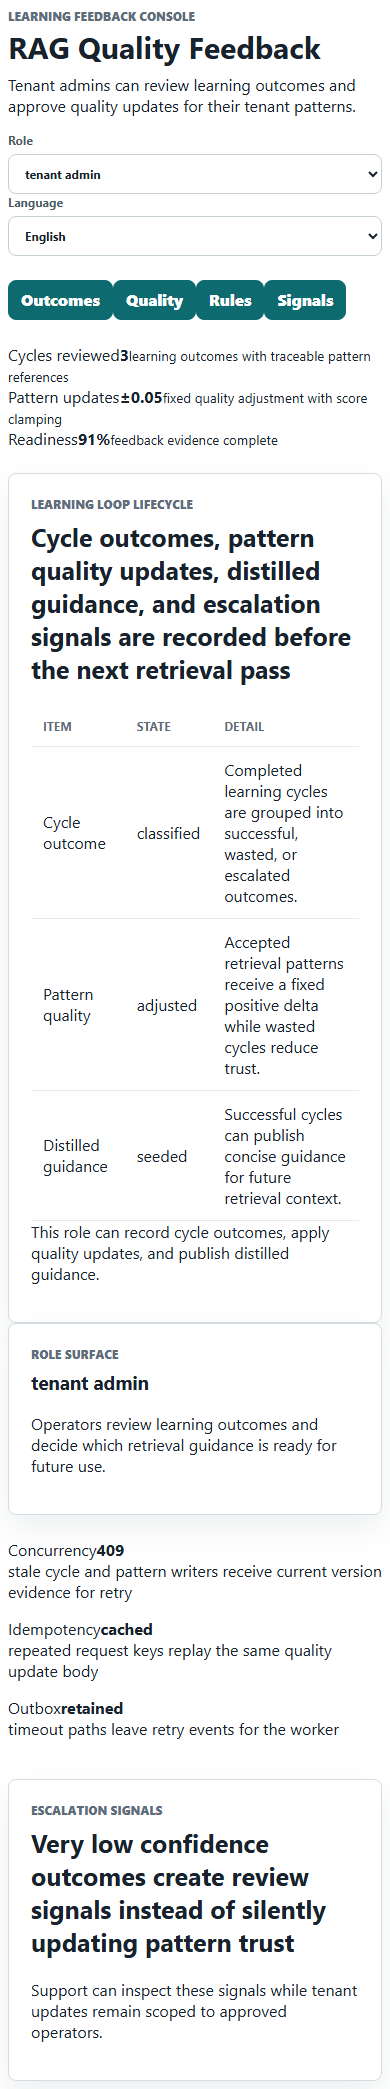 LEARNING FEEDBACK CONSOLE
RAG Quality Feedback
Tenant admins can review learning outcomes and
approve quality updates for their tenant patterns.
Role
tenant admin
Language
English
Outcomes Quality Rules Signals
Cycles reviewed3learning outcomes with traceable pattern
references
Pattern updates±0.05fixed quality adjustment with score
clamping
Readiness91%feedback evidence complete
LEARNING LOOP LIFECYCLE
Cycle outcomes, pattern
quality updates, distilled
guidance, and escalation
signals are recorded before
the next retrieval pass
ITEM STATE DETAIL
Cycle
outcome
classified
Completed
learning cycles
are grouped into
successful,
wasted, or
escalated
outcomes.
Pattern
quality
adjusted
Accepted
retrieval patterns
receive a fixed
positive delta
while wasted
cycles reduce
trust.
Distilled
guidance
seeded
Successful cycles
can publish
concise guidance
for future
retrieval context.
This role can record cycle outcomes, apply
quality updates, and publish distilled
guidance.
ROLE SURFACE
tenant admin
Operators review learning outcomes and
decide which retrieval guidance is ready for
future use.
Concurrency409
stale cycle and pattern writers receive current version
evidence for retry
Idempotencycached
repeated request keys replay the same quality
update body
Outboxretained
timeout paths leave retry events for the worker
ESCALATION SIGNALS
Very low confidence
outcomes create review
signals instead of silently
updating pattern trust
Support can inspect these signals while tenant
updates remain scoped to approved
operators.